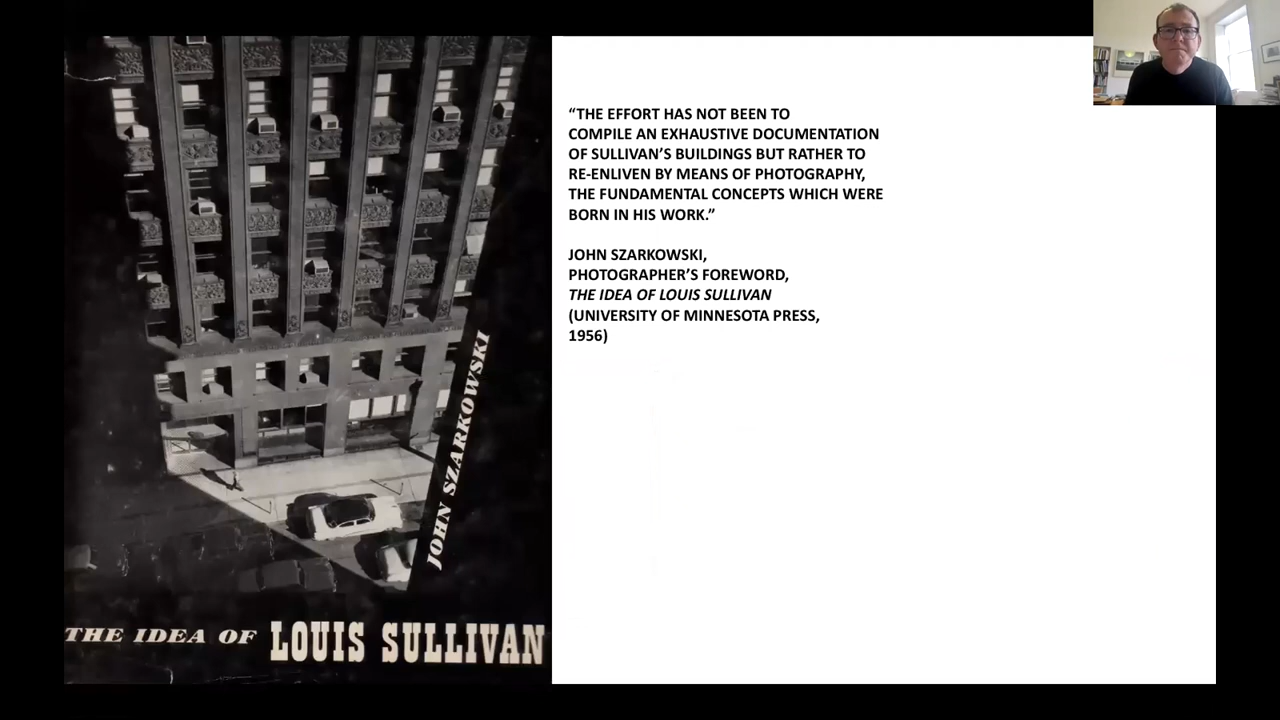 “THE EFFORT HAS NOT BEEN TO
COMPILE AN EXHAUSTIVE DOCUMENTATION
OF SULLIVAN’S BUILDINGS BUT RATHER TO
RE-ENLIVEN BY MEANS OF PHOTOGRAPHY,
THE FUNDAMENTAL CONCEPTS WHICH WERE
BORN IN HIS WORK.”
JOHN SZARKOWSKI,
PHOTOGRAPHER’S FOREWORD,
THE IDEA OF LOUIS SULLIVAN
(UNIVERSITY OF MINNESOTA PRESS,
1956)
JOHN SZARKOWSKI
THE IDEA OF LOUIS SULLIVAN